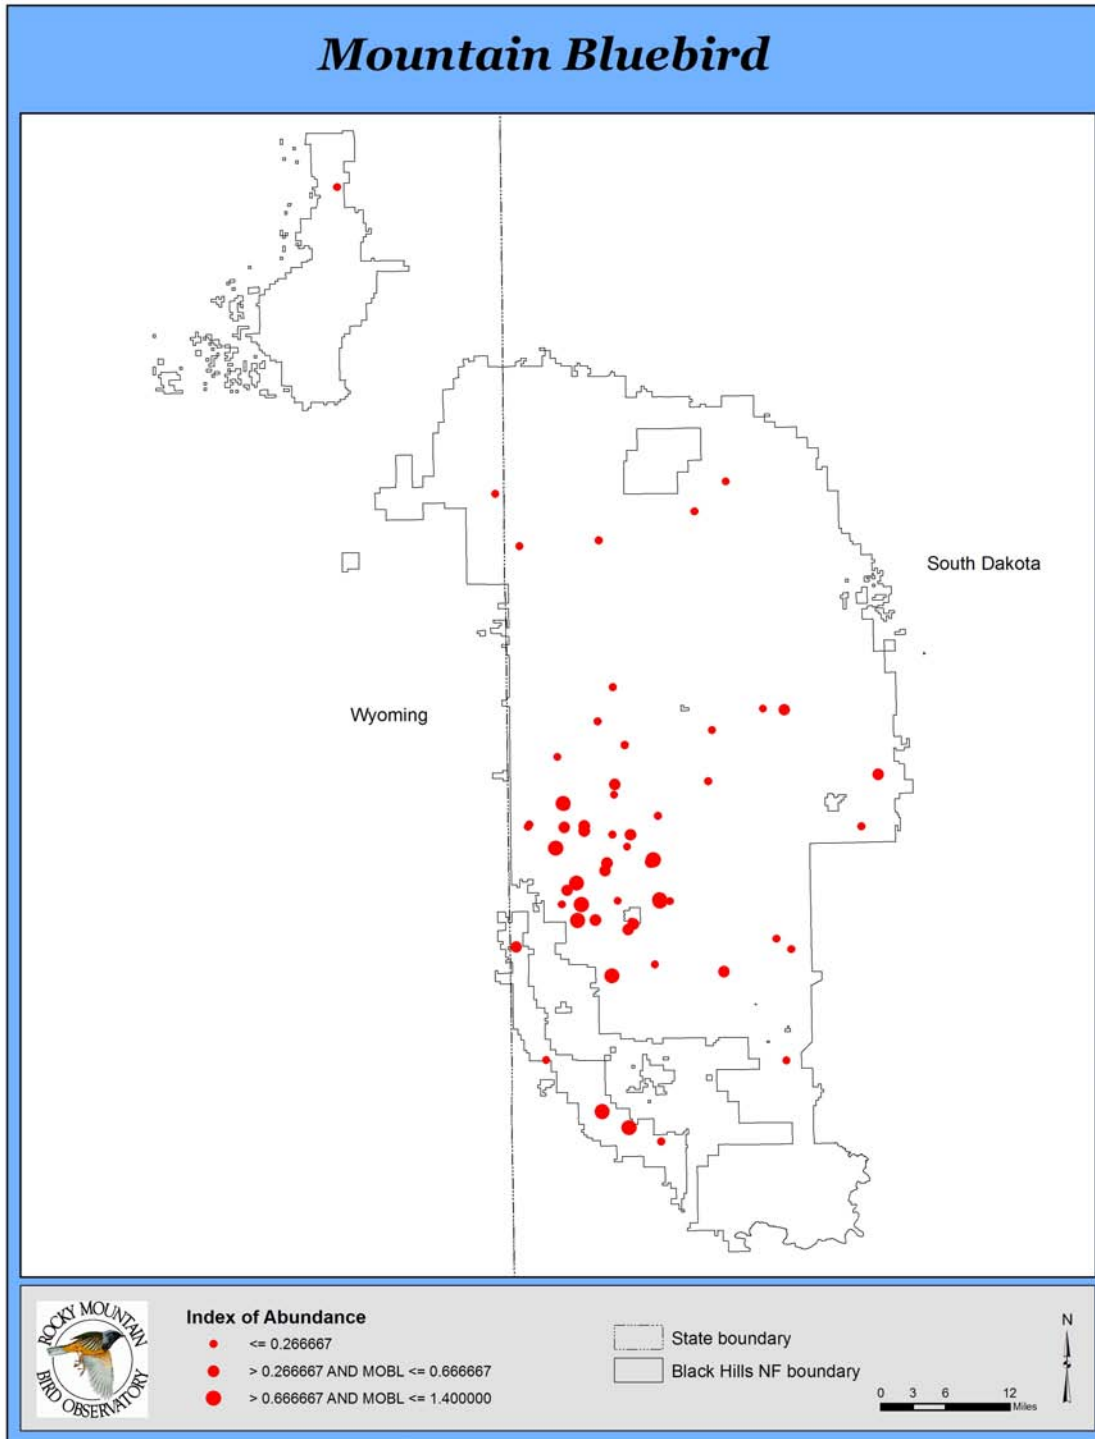 Mountain Bluebird
South Dakota
Wyoming
ROCKY MOUNTAIN
BIRD OBSERVATORY
Index of Abundance
<= 0.266667
> 0.266667 AND MOBL <= 0.666667
> 0.666667 AND MOBL <= 1.400000
State boundary
Black Hills NF boundary
N
0 3 6 12
Miles